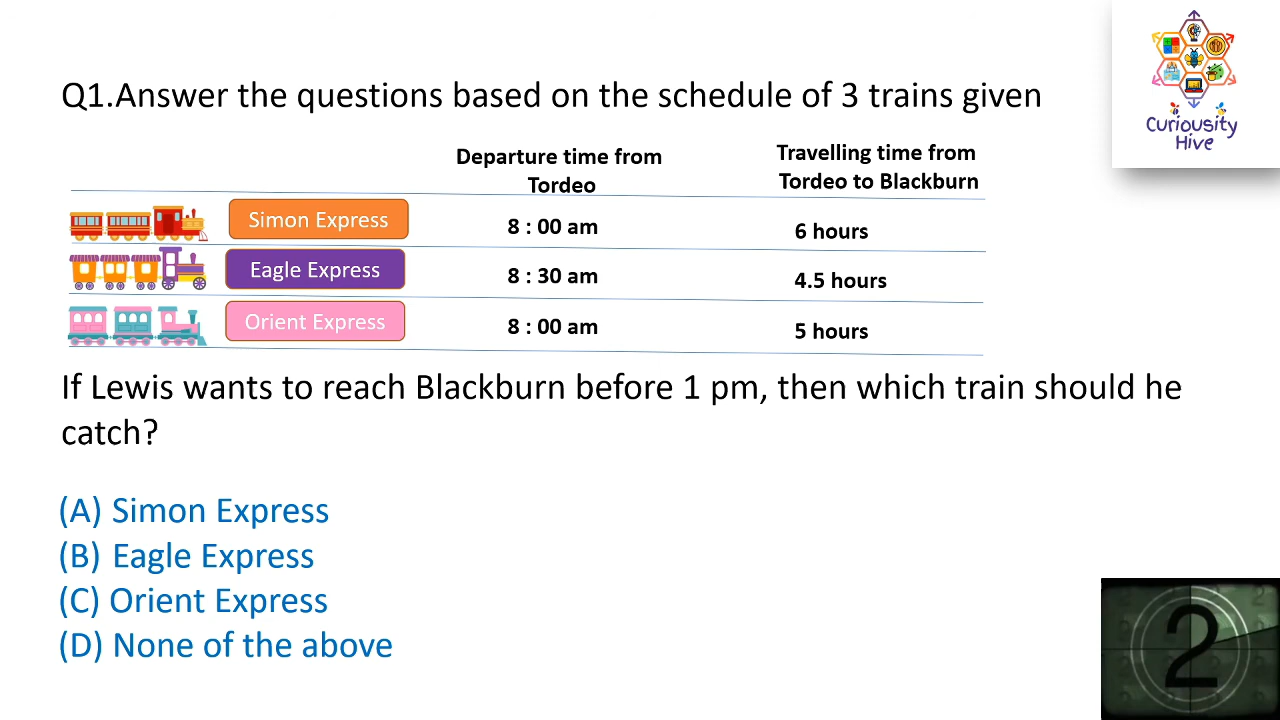 Q1.Answer the questions based on the schedule of 3 trains given
Curiousity
Hive
Departure time from
Tordeo
Travelling time from
Tordeo to Blackburn
Simon Express 8 : 00 am 6 hours
Eagle Express 8 : 30 am 4.5 hours
Orient Express 8 : 00 am 5 hours
If Lewis wants to reach Blackburn before 1 pm, then which train should he
catch?
(A) Simon Express
(B) Eagle Express
(C) Orient Express
(D) None of the above
2